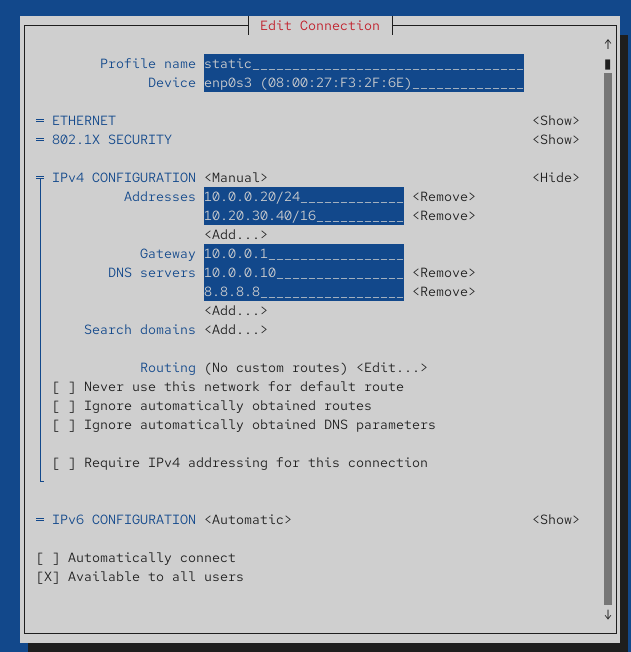 Edit Connection
Profile name static
Device enp0s3 (08:00:27:F3:2F:6E)
= ETHERNET <Show>
= 802.1X SECURITY <Show>
IPv4 CONFIGURATION <Manual> <Hide>
Addresses 10.0.0.20/24 <Remove>
10.20.30.40/16 <Remove>
<Add...>
Gateway 10.0.0.1
DNS servers 10.0.0.10 <Remove>
8.8.8.8 <Remove>
<Add...>
Search domains <Add...>
Routing (No custom routes) <Edit...>
[ ] Never use this network for default route
[ ] Ignore automatically obtained routes
[ ] Ignore automatically obtained DNS parameters
[ ] Require IPv4 addressing for this connection
= IPv6 CONFIGURATION <Automatic> <Show>
[ ] Automatically connect
[X] Available to all users